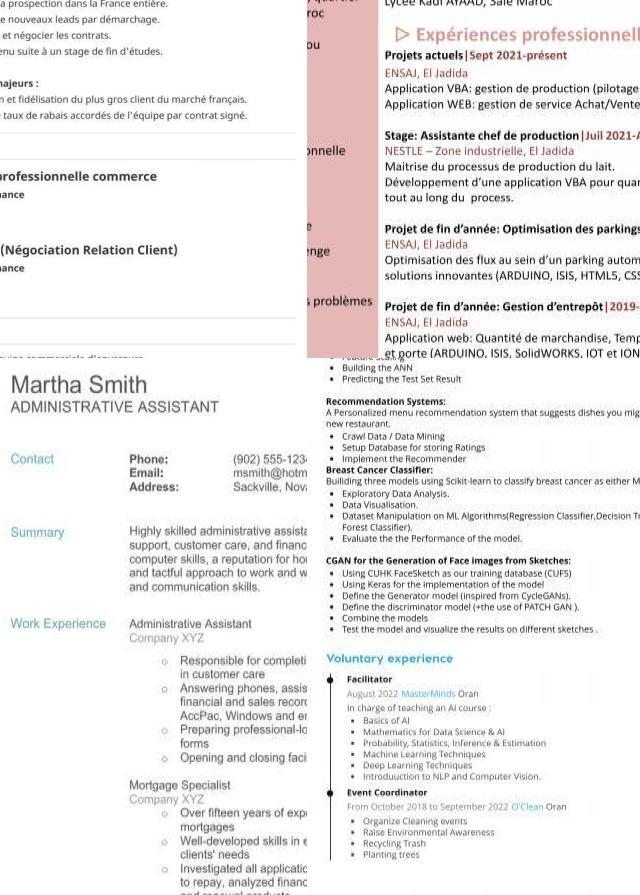 a prospection dans la France entière.
e nouveaux leads par démarchage.
et négocier les contrats.
enu suite à un stage de fin d'études.
najeurs :
n et fidélisation du plus gros client du marché français.
taux de rabais accordés de l'équipe par contrat signé.
professionnelle commerce
nance
(Négociation Relation Client)
nance
roc
ou
onnelle
e
enge
s problèmes
Lycée Kadi AYAAD, Salé Maroc
Expériences professionnell
Projets actuels|Sept 2021-présent
ENSAJ, El Jadida
Application VBA: gestion de production (pilotage
Application WEB: gestion de service Achat/Vente
Stage: Assistante chef de production|Juil 2021-A
NESTLE – Zone industrielle, El Jadida
Maitrise du processus de production du lait.
Développement d'une application VBA pour quan
tout au long du process.
Projet de fin d'année: Optimisation des parkings
ENSAJ, El Jadida
Optimisation des flux au sein d'un parking autom
solutions innovantes (ARDUINO, ISIS, HTML5, CSS
Projet de fin d'année: Gestion d'entrepôt|2019-
ENSAJ, El Jadida
Application web: Quantité de marchandise, Temp
et porte (ARDUINO, ISIS, SolidWORKS, IOT et ION
Martha Smith
ADMINISTRATIVE ASSISTANT
Contact
Phone: (902) 555-123
Email: msmith@hotm
Address: Sackville, Nov
Summary
Highly skilled administrative assista
support, customer care, and financ
computer skills, a reputation for ho
and tactful approach to work and w
and communication skills.
Work Experience
Administrative Assistant
Company XYZ
Responsible for completi
in customer care
Answering phones, assis
financial and sales record
AccPac, Windows and er
Preparing professional-lo
forms
Opening and closing faci
Mortgage Specialist
Company XYZ
Over fifteen years of expe
mortgages
Well-developed skills in e
clients' needs
Investigated all applicatio
to repay, analyzed financ
Feature Scaling
Building the ANN
Predicting the Test Set Result
Recommendation Systems:
A Personalized menu recommendation system that suggests dishes you mig
new restaurant.
Crawl Data / Data Mining
Setup Database for storing Ratings
Implement the Recommender
Breast Cancer Classifier:
Builiding three models using Scikit-learn to classify breast cancer as either M
Exploratory Data Analysis.
Data Visualisation.
Dataset Manipulation on ML Algorithms(Regression Classifier,Decision Tr
Forest Classifier).
Evaluate the the Performance of the model.
CGAN for the Generation of Face images from Sketches:
Using CUHK FaceSketch as our training database (CUFS)
Using Keras for the implementation of the model
Define the Generator model (inspired from CycleGANs).
Define the discriminator model (+the use of PATCH GAN ).
Combine the models
Test the model and visualize the results on different sketches .
Voluntary experience
Facilitator
August 2022 MasterMinds Oran
In charge of teaching an AI course :
Basics of AI
Mathematics for Data Science & AI
Probability, Statistics, Inference & Estimation
Machine Learning Techniques
Deep Learning Techniques
Introduuction to NLP and Computer Vision.
Event Coordinator
From October 2018 to September 2022 O'Clean Oran
Organize Cleaning events
Raise Environmental Awareness
Recycling Trash
Planting trees